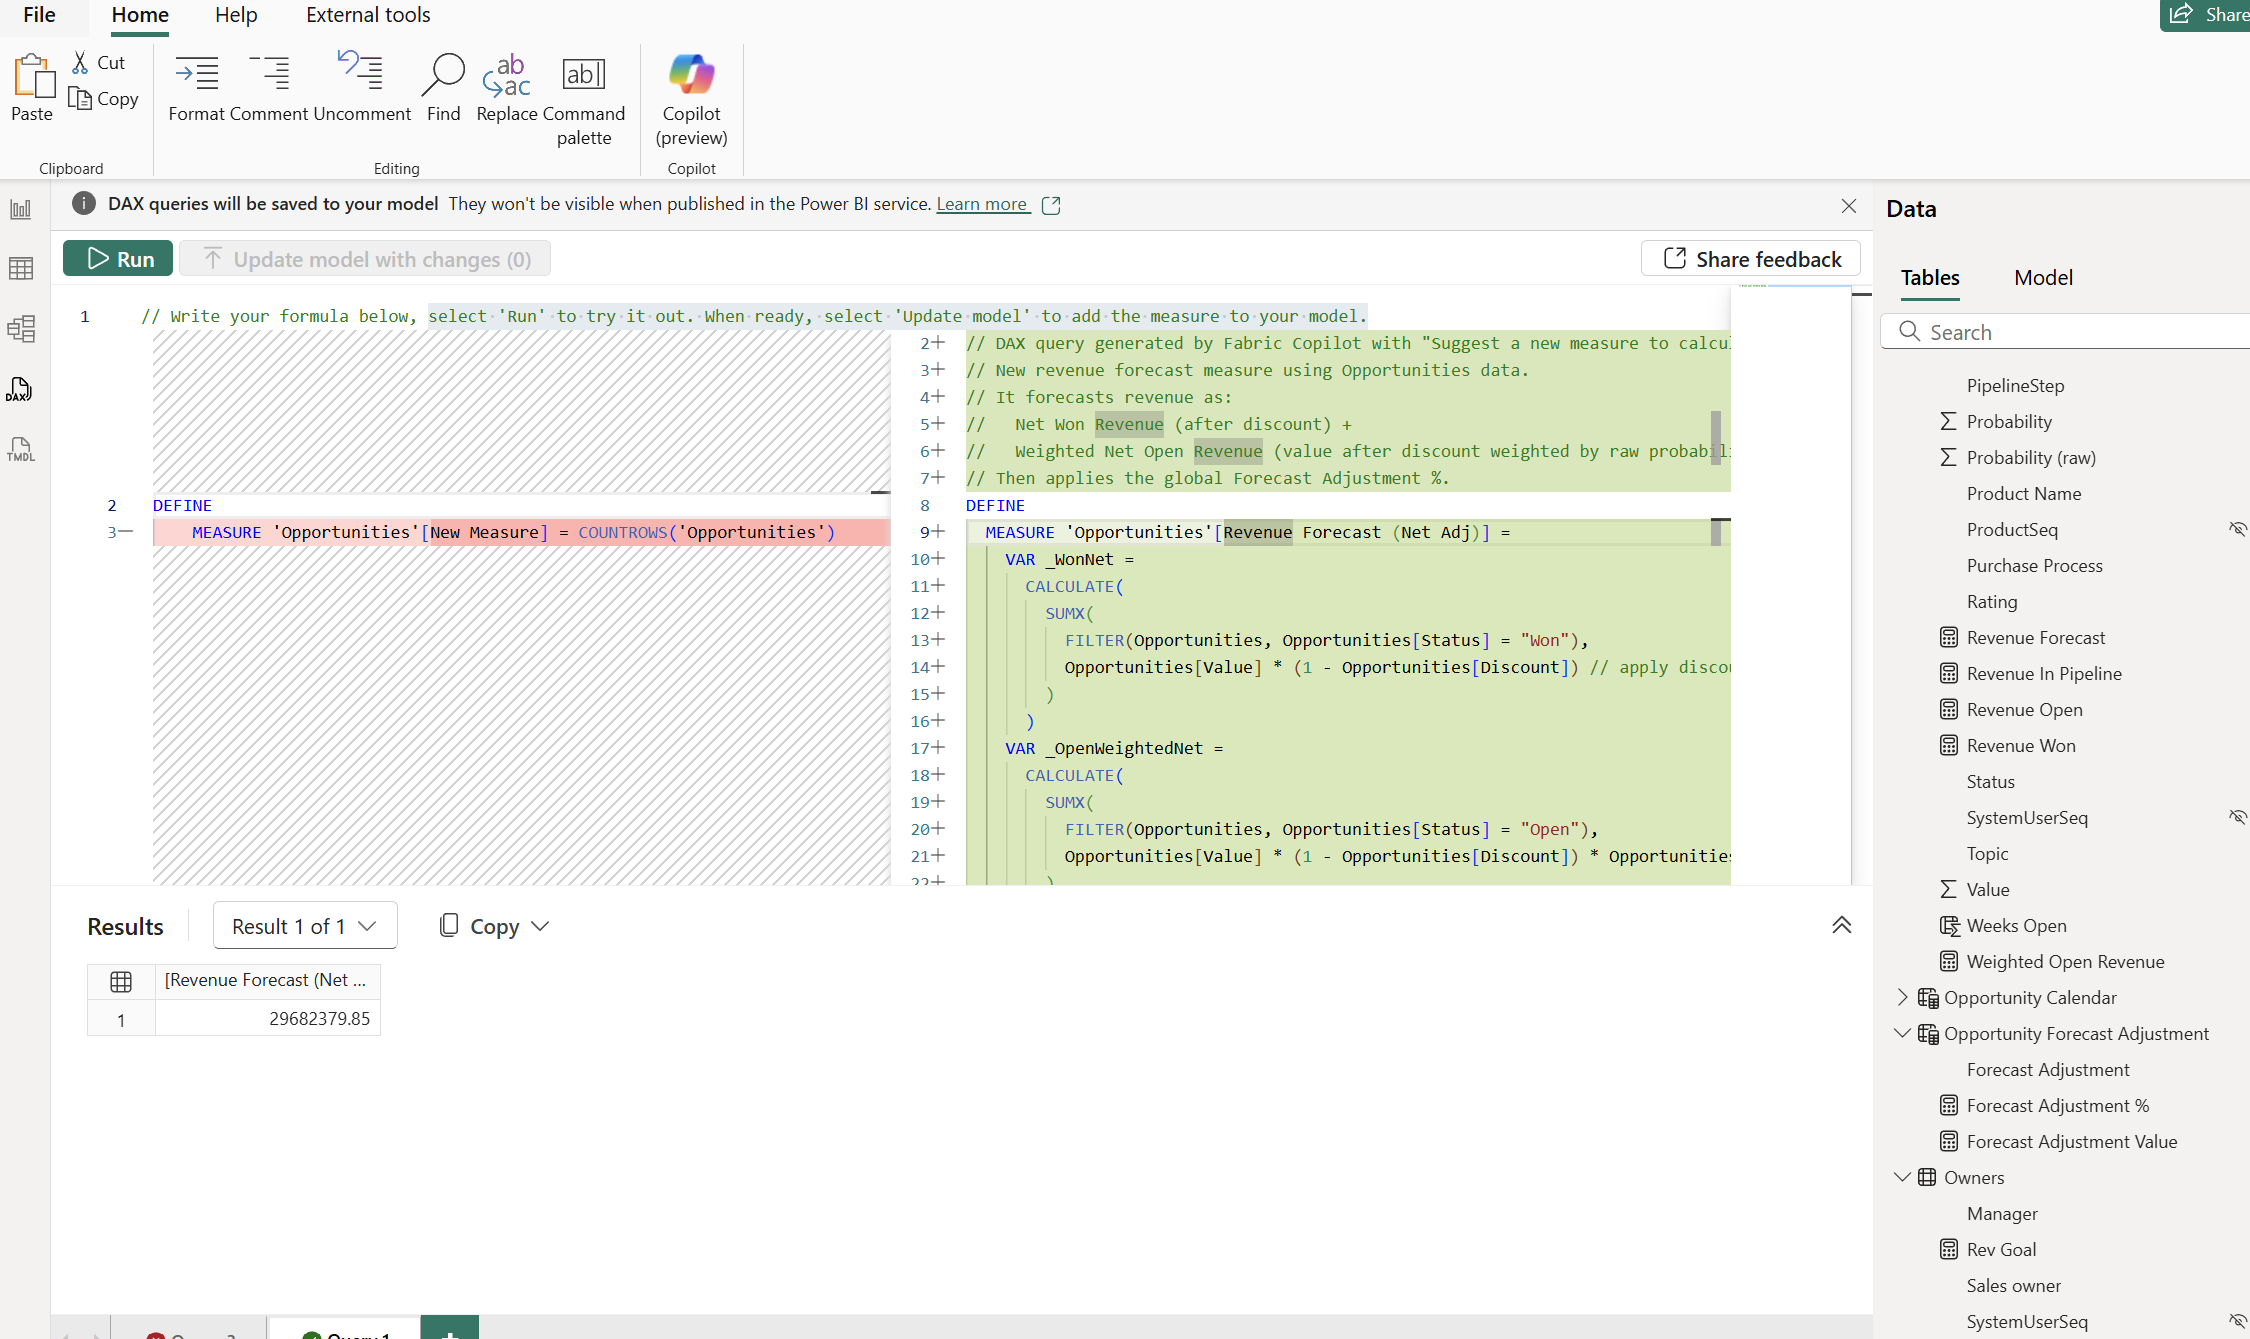 File Home Help External tools Share
Paste Cut Copy Format Comment Uncomment Find Replace Command palette Copilot (preview)
Clipboard Editing Copilot
DAX queries will be saved to your model They won't be visible when published in the Power BI service. Learn more
Run Update model with changes (0) Share feedback
1 // Write your formula below, select 'Run' to try it out. When ready, select 'Update model' to add the measure to your model.
2+ // DAX query generated by Fabric Copilot with "Suggest a new measure to
3+ // New revenue forecast measure using Opportunities data.
4+ // It forecasts revenue as:
5+ // Net Won Revenue (after discount) +
6+ // Weighted Net Open Revenue (value after discount weighted by raw
7+ // Then applies the global Forecast Adjustment %.
2 DEFINE 8 DEFINE
3— MEASURE 'Opportunities'[New Measure] = COUNTROWS('Opportunities') 9+ MEASURE 'Opportunities'[Revenue Forecast (Net Adj)] =
10+ VAR _WonNet =
11+ CALCULATE(
12+ SUMX(
13+ FILTER(Opportunities, Opportunities[Status] = "Won"),
14+ Opportunities[Value] * (1 - Opportunities[Discount]) // apply
15+ )
16+ )
17+ VAR _OpenWeightedNet =
18+ CALCULATE(
19+ SUMX(
20+ FILTER(Opportunities, Opportunities[Status] = "Open"),
21+ Opportunities[Value] * (1 - Opportunities[Discount]) * Opportunities
22+ )
Results Result 1 of 1 Copy
[Revenue Forecast (Net ...
1 29682379.85
Query 1 +
Data
Tables Model
Search
PipelineStep
Probability
Probability (raw)
Product Name
ProductSeq
Purchase Process
Rating
Revenue Forecast
Revenue In Pipeline
Revenue Open
Revenue Won
Status
SystemUserSeq
Topic
Value
Weeks Open
Weighted Open Revenue
Opportunity Calendar
Opportunity Forecast Adjustment
Forecast Adjustment
Forecast Adjustment %
Forecast Adjustment Value
Owners
Manager
Rev Goal
Sales owner
SystemUserSeq
DAX
TMDL